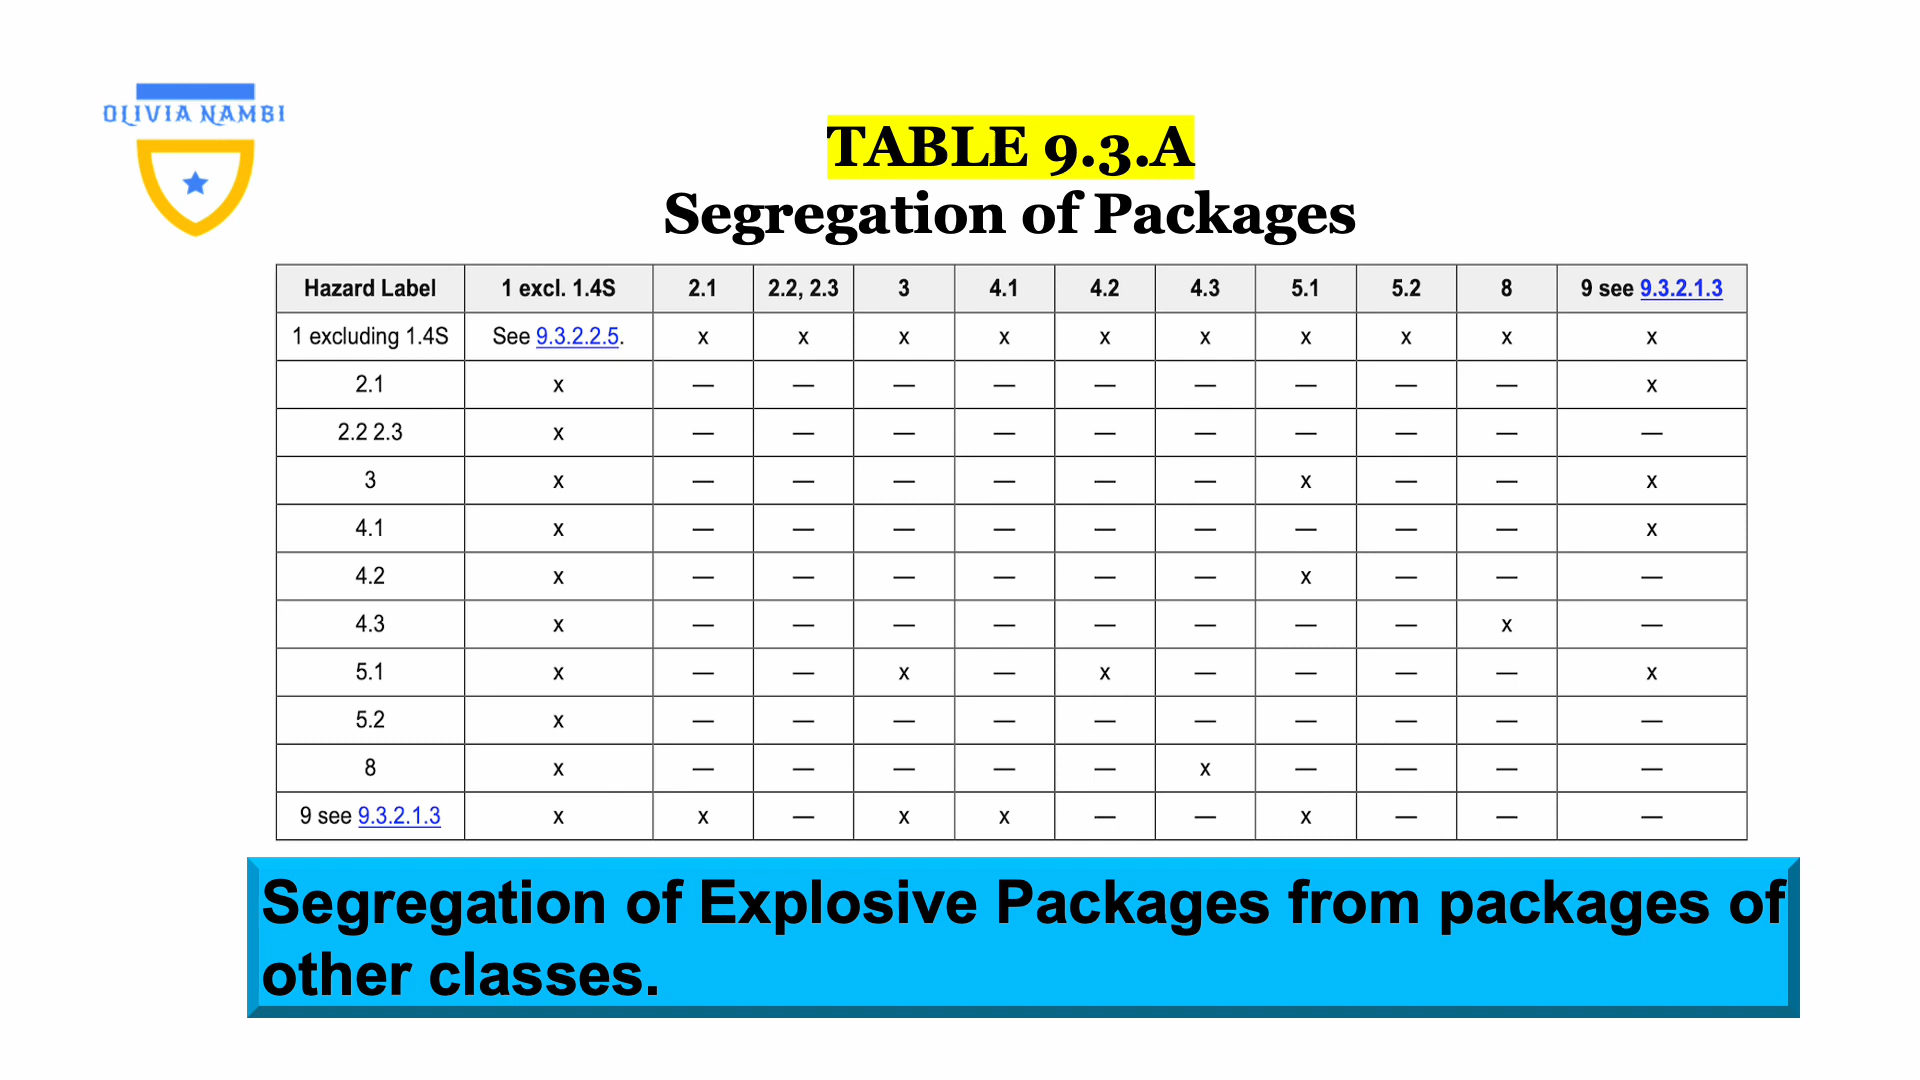 OLIVIA NAMBI
TABLE 9.3.A
Segregation of Packages
Hazard Label 1 excl. 1.4S 2.1 2.2, 2.3 3 4.1 4.2 4.3 5.1 5.2 8 9 see 9.3.2.1.3
1 excluding 1.4S See 9.3.2.2.5. x x x x x x x x x x
2.1 x — — — — — — — — — x
2.2 2.3 x — — — — — — — — — —
3 x — — — — — — x — — x
4.1 x — — — — — — — — — x
4.2 x — — — — — — x — — —
4.3 x — — — — — — — — x —
5.1 x — — x — x — — — — x
5.2 x — — — — — — — — — —
8 x — — — — — x — — — —
9 see 9.3.2.1.3 x x — x x — — x — — —
Segregation of Explosive Packages from packages of
other classes.